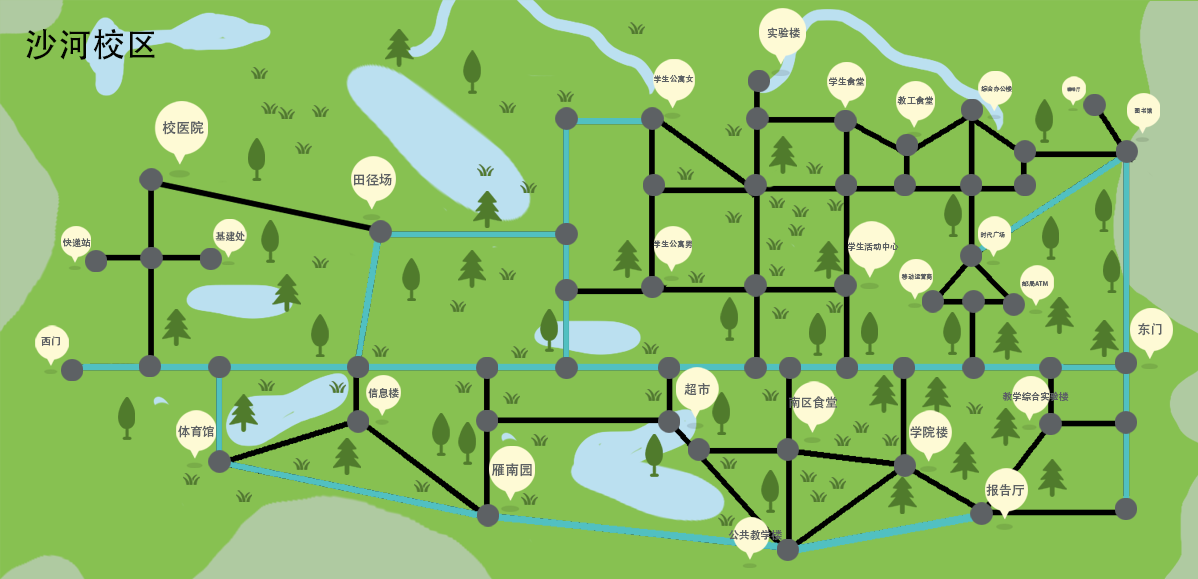 沙河校区
实验楼
学生公寓女
学生食堂
教工食堂
综合办公楼
图书馆
校医院
田径场
快递站
基建处
学生公寓男
学生活动中心
时代广场
移动运营商
邮局ATM
西门
东门
信息楼
超市
南区食堂
教学综合实验楼
体育馆
学院楼
雁南园
报告厅
公共教学楼